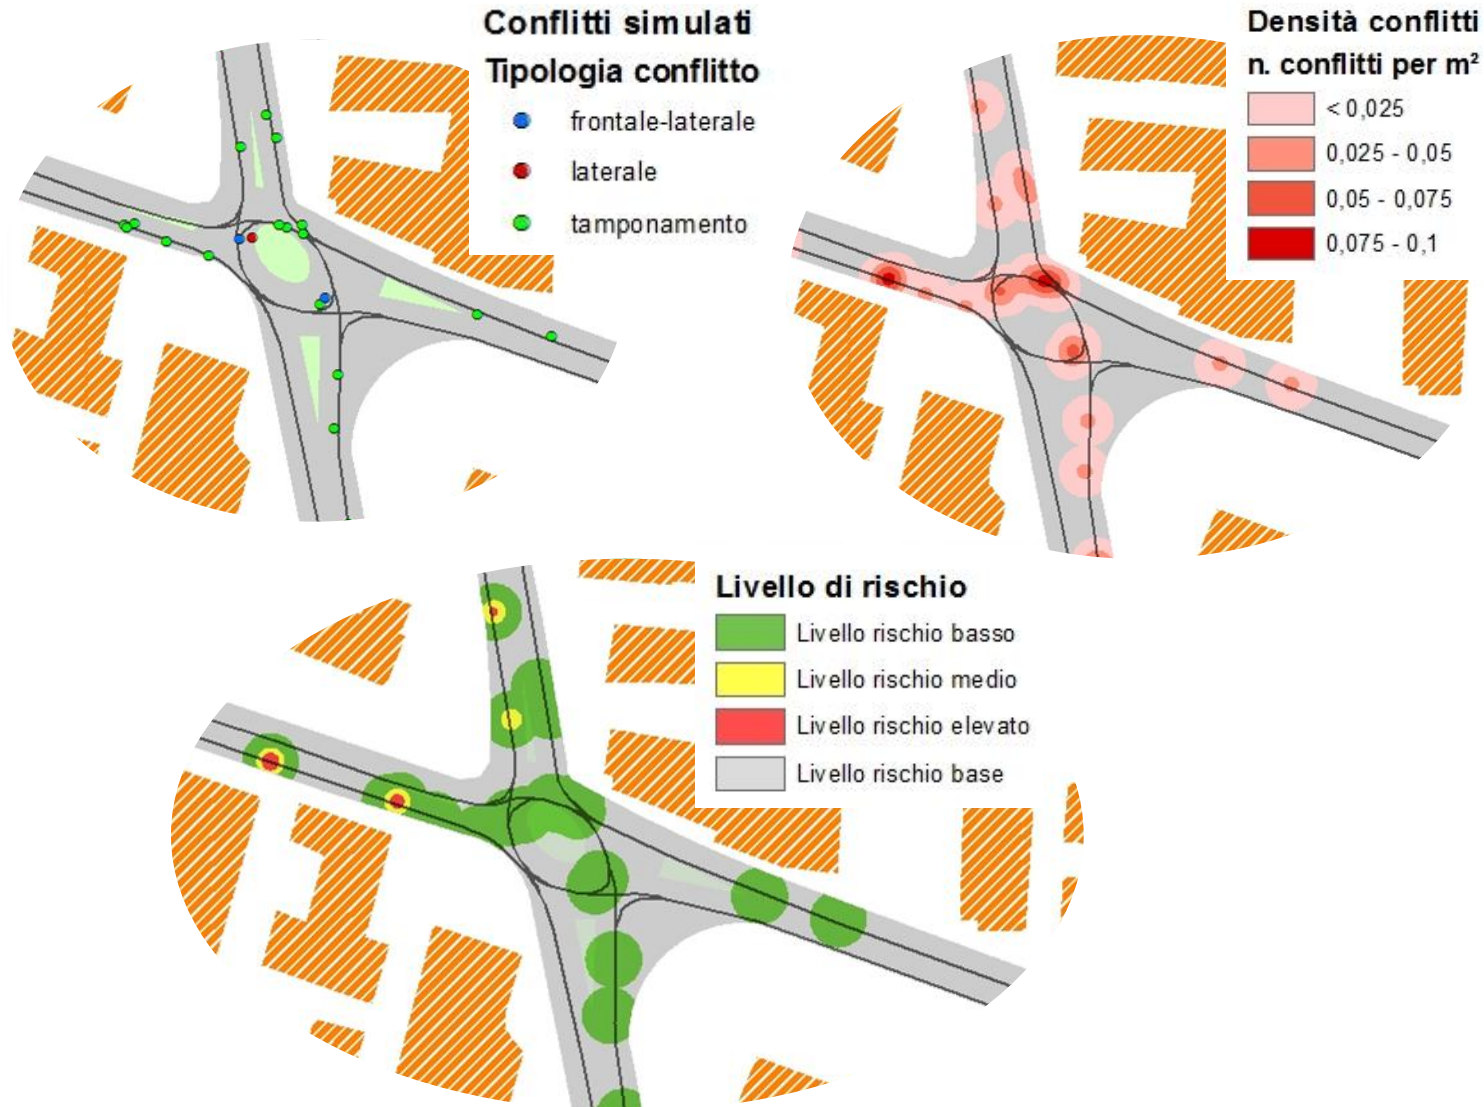 Conflitti simulati
Tipologia conflitto
frontale-laterale
laterale
tamponamento
Densità conflitti
n. conflitti per m²
< 0,025
0,025 - 0,05
0,05 - 0,075
0,075 - 0,1
Livello di rischio
Livello rischio basso
Livello rischio medio
Livello rischio elevato
Livello rischio base